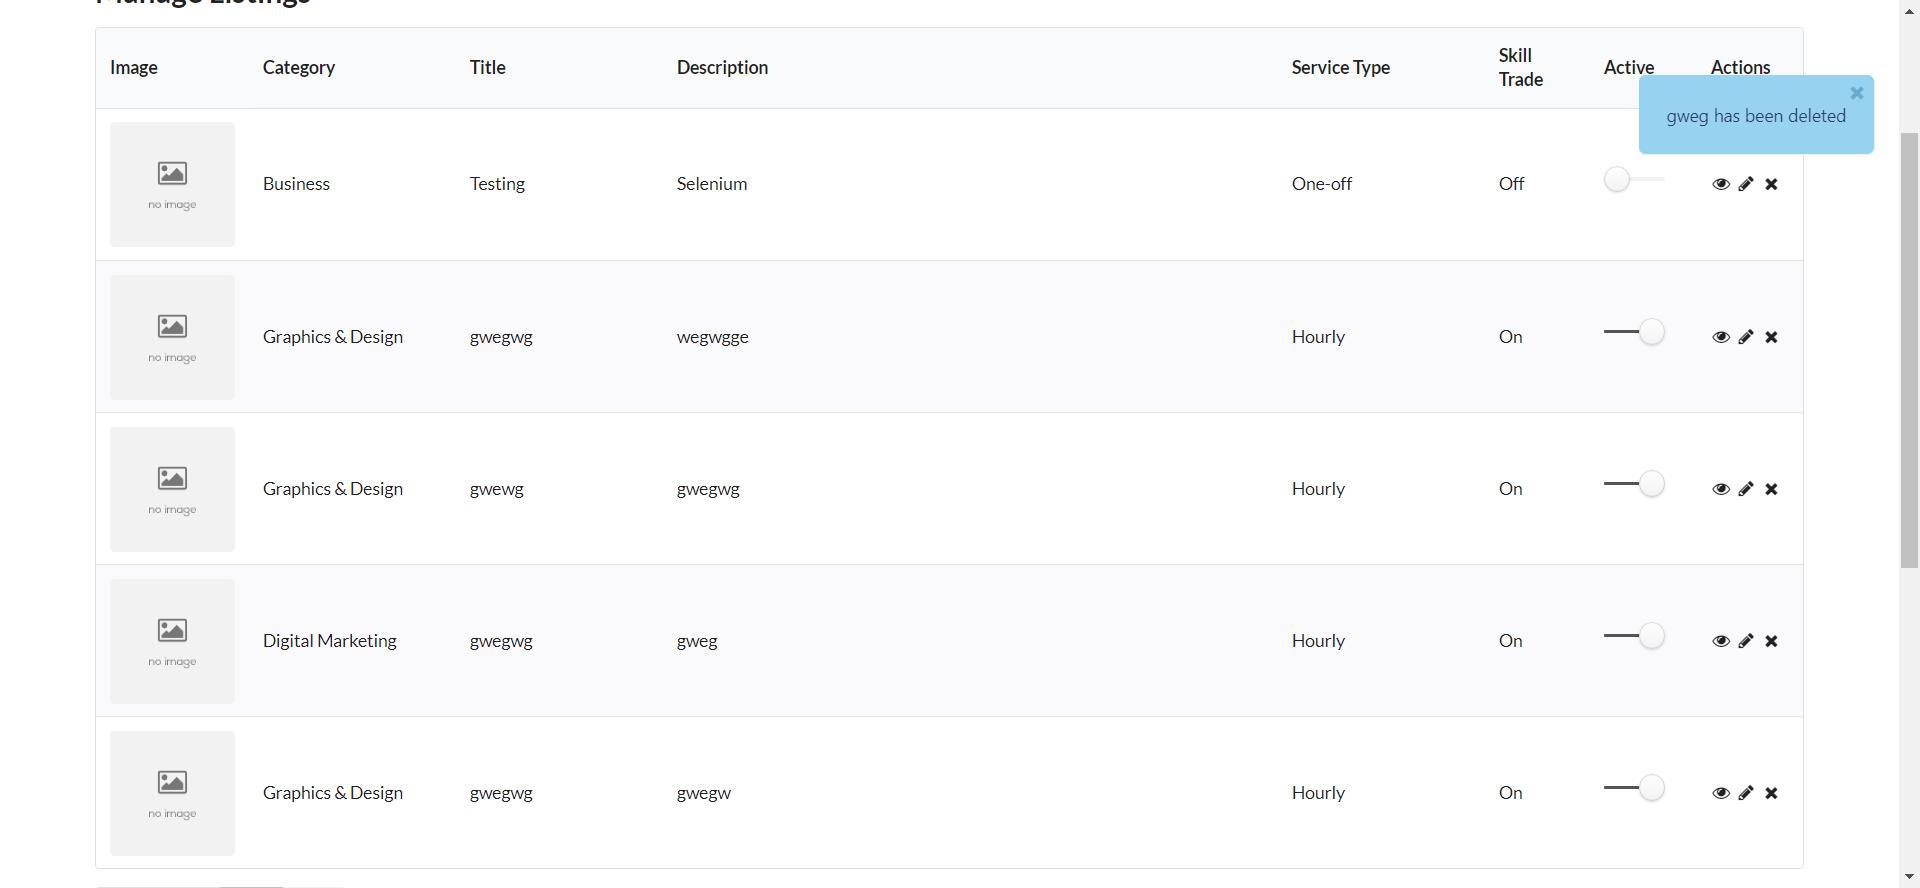 Manage Listings
Image Category Title Description Service Type Skill Trade Active Actions
gweg has been deleted
no image Business Testing Selenium One-off Off
no image Graphics & Design gwegwg wegwgge Hourly On
no image Graphics & Design gwewg gwegwg Hourly On
no image Digital Marketing gwegwg gweg Hourly On
no image Graphics & Design gwegwg gwegw Hourly On